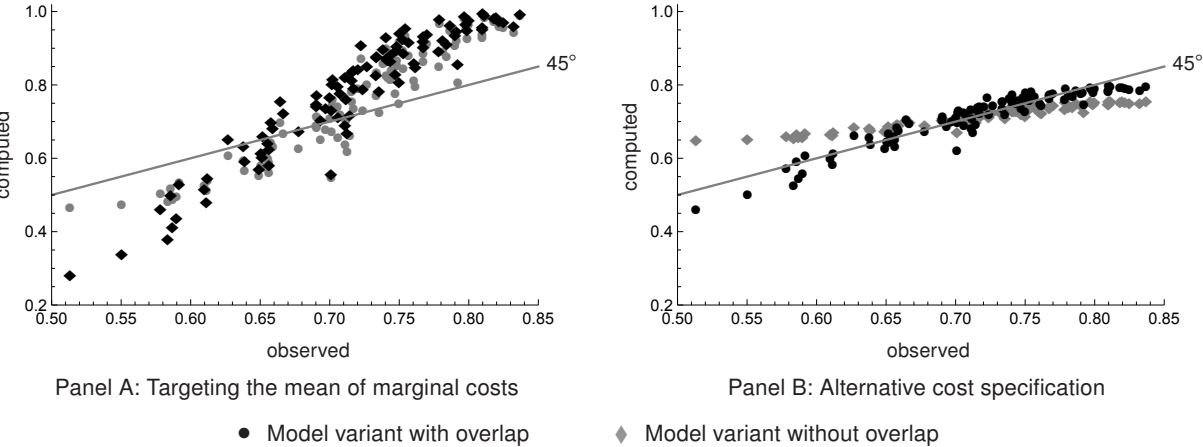 1.0
0.8
0.6
0.4
0.2
computed
45°
0.50 0.55 0.60 0.65 0.70 0.75 0.80 0.85
observed
Panel A: Targeting the mean of marginal costs
1.0
0.8
0.6
0.4
0.2
computed
45°
0.50 0.55 0.60 0.65 0.70 0.75 0.80 0.85
observed
Panel B: Alternative cost specification
Model variant with overlap Model variant without overlap